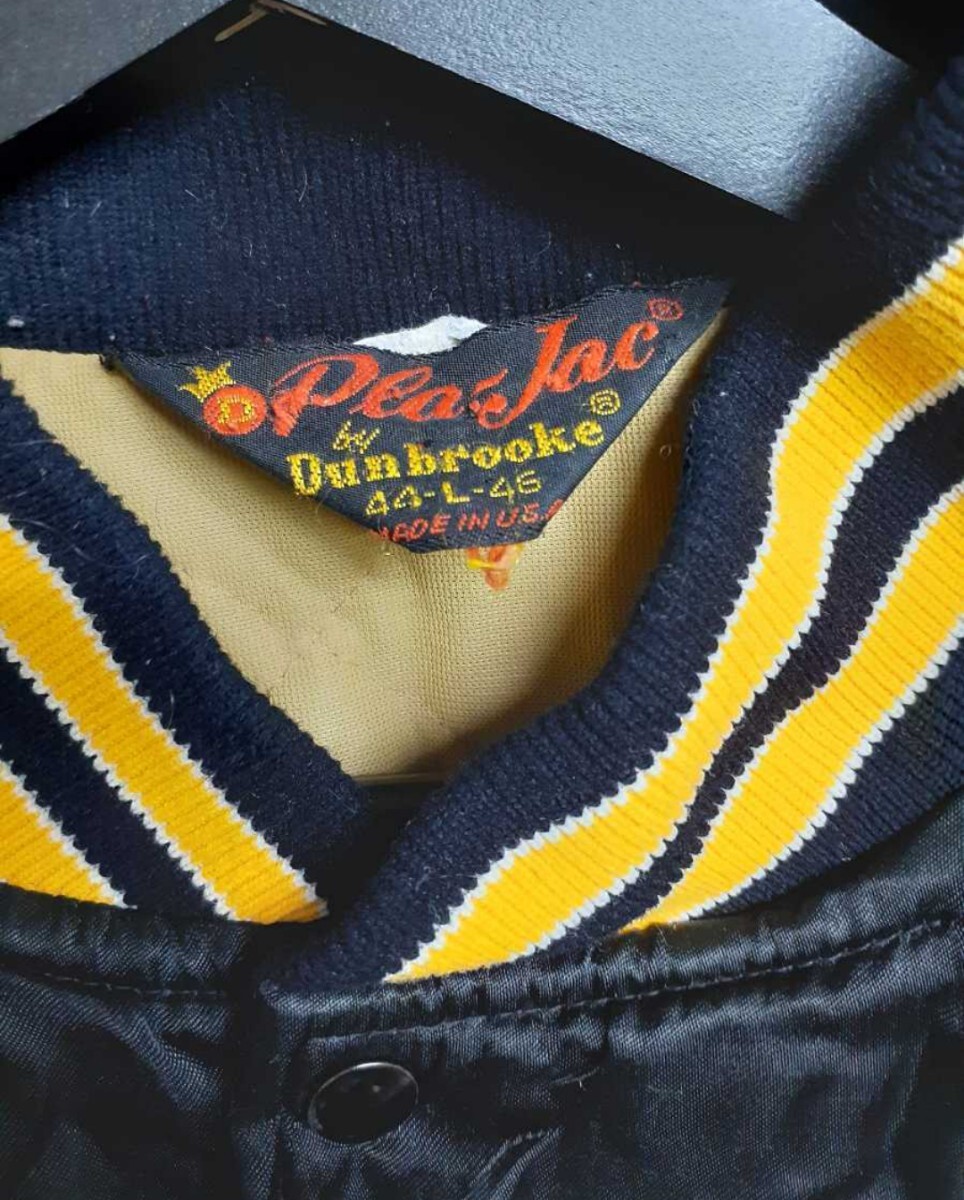 Pla-Jac®
by
Dunbrooke®
44-L-46
MADE IN U.S.A